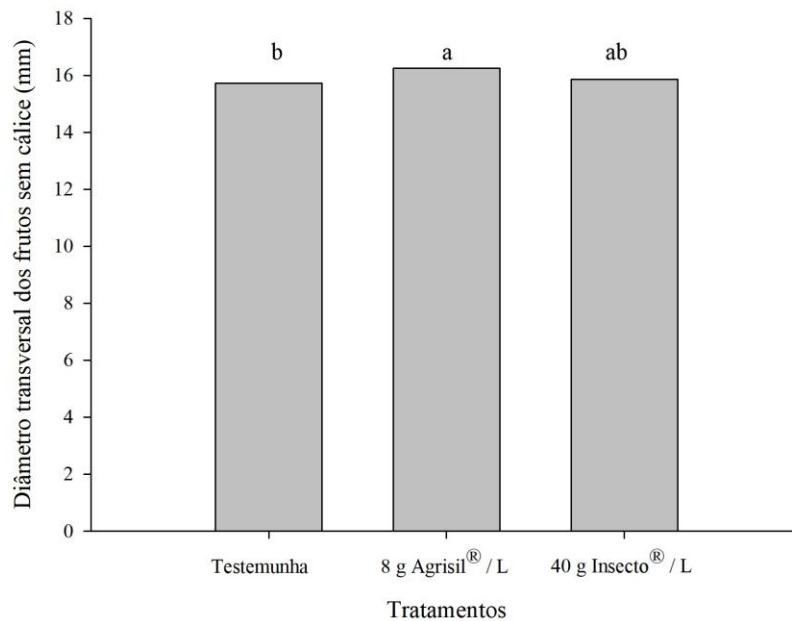 Diâmetro transversal dos frutos sem cálice (mm)
18
16
14
12
10
8
6
4
2
0
b
a
ab
Testemunha
8 g Agrisil® / L
40 g Insecto® / L
Tratamentos